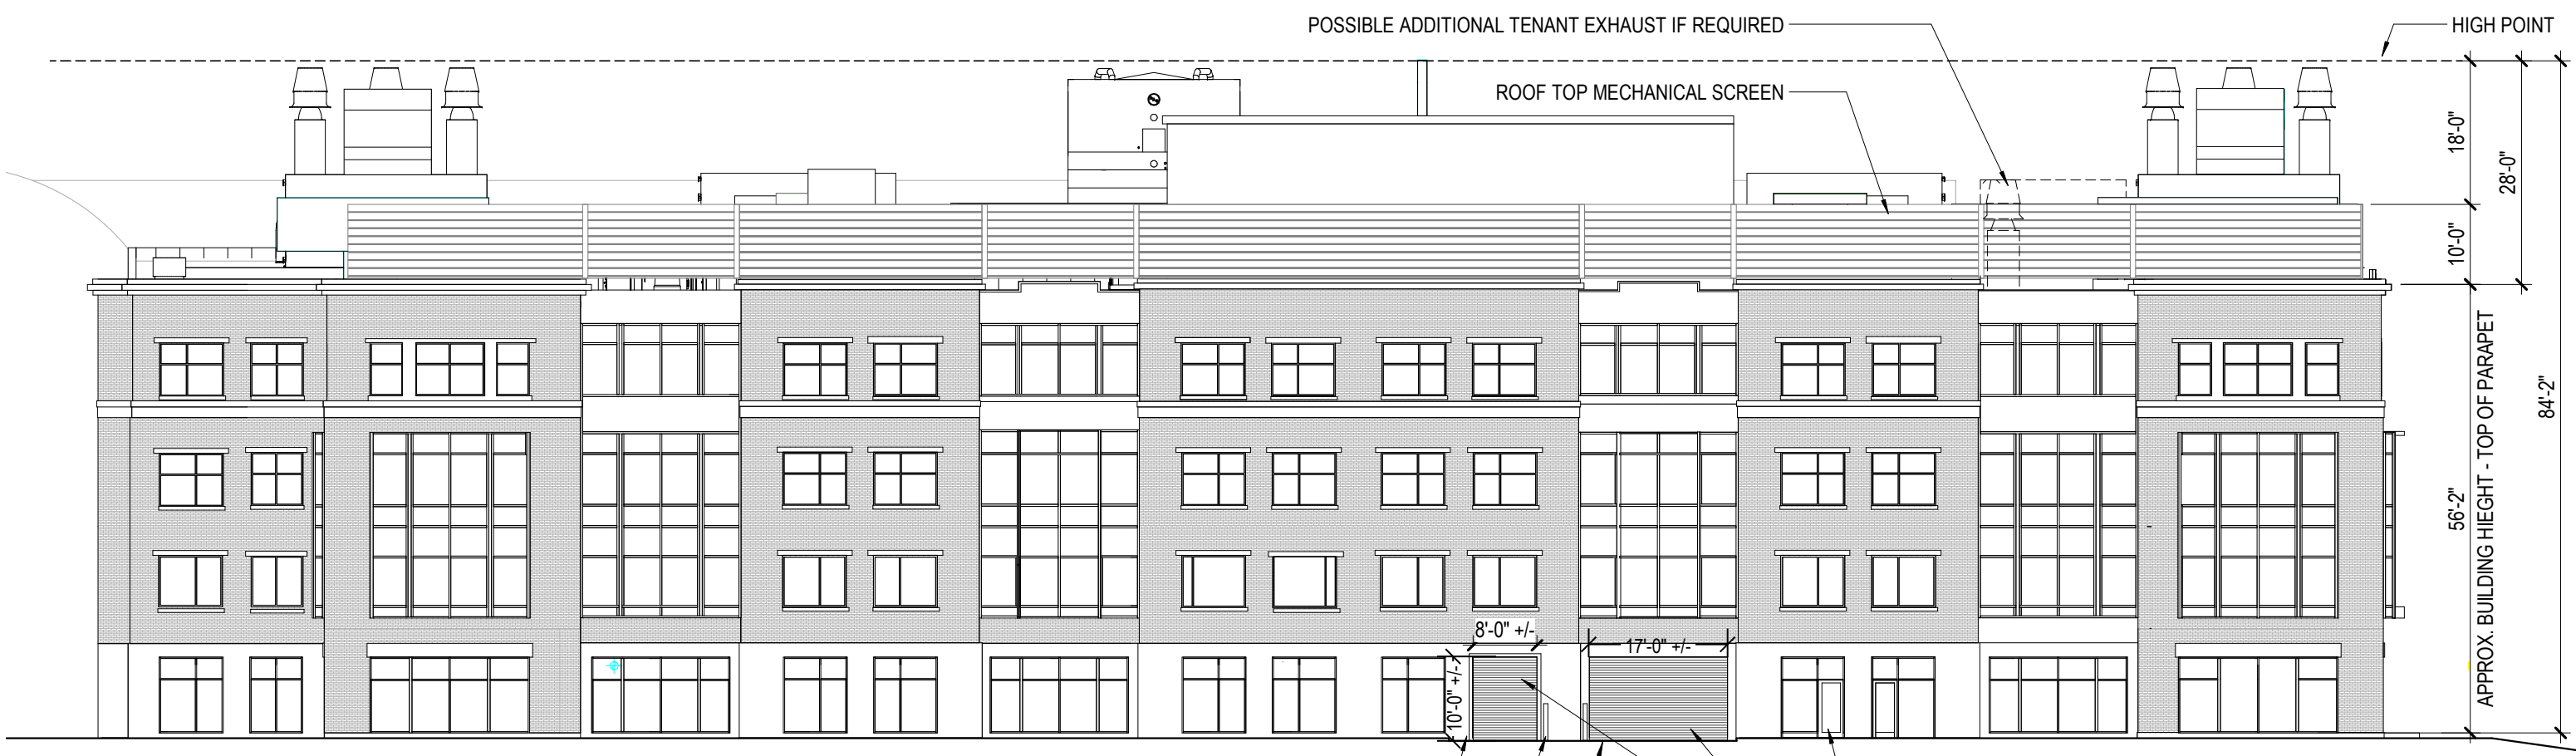 POSSIBLE ADDITIONAL TENANT EXHAUST IF REQUIRED
HIGH POINT
ROOF TOP MECHANICAL SCREEN
18'-0"
28'-0"
10'-0"
84'-2"
56'-2"
APPROX. BUILDING HIEGHT - TOP OF PARAPET
8'-0" +/-
17'-0" +/-
10'-0" +/-